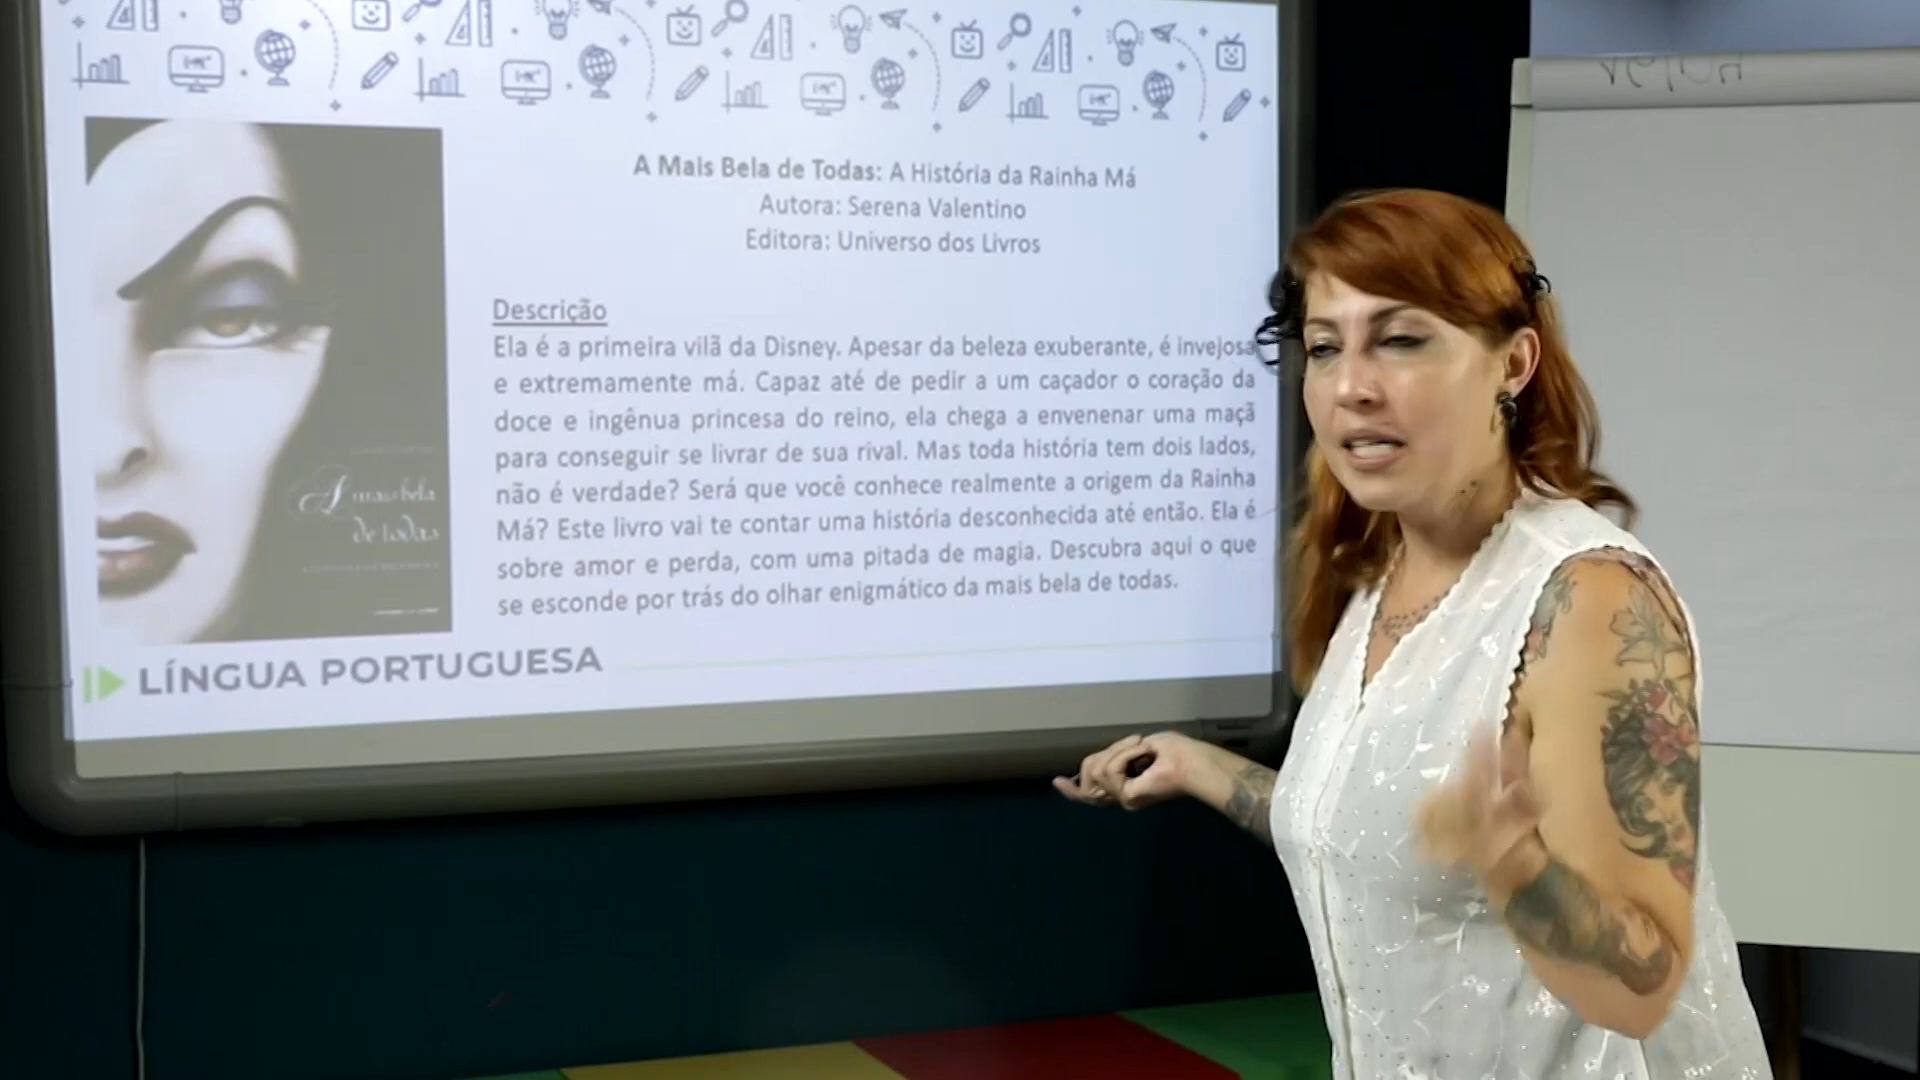 A Mais Bela de Todas: A História da Rainha Má
Autora: Serena Valentino
Editora: Universo dos Livros
Descrição
Ela é a primeira vilã da Disney. Apesar da beleza exuberante, é invejosa
e extremamente má. Capaz até de pedir a um caçador o coração da
doce e ingênua princesa do reino, ela chega a envenenar uma maçã
para conseguir se livrar de sua rival. Mas toda história tem dois lados,
não é verdade? Será que você conhece realmente a origem da Rainha
Má? Este livro vai te contar uma história desconhecida até então. Ela é
sobre amor e perda, com uma pitada de magia. Descubra aqui o que
se esconde por trás do olhar enigmático da mais bela de todas.
A mais bela
de todas
LÍNGUA PORTUGUESA